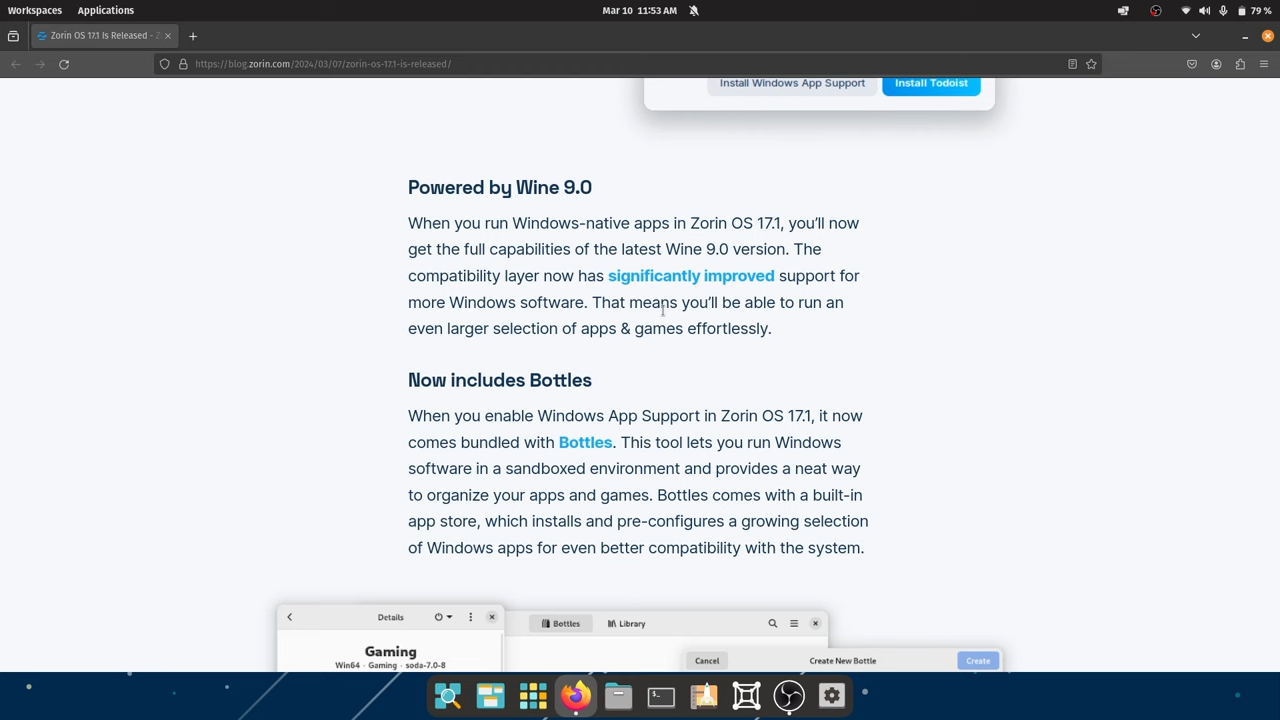 Workspaces Applications Mar 10 11:53 AM 79 %
Zorin OS 17.1 Is Released - Z
https://blog.zorin.com/2024/03/07/zorin-os-17.1-is-released/
Install Windows App Support Install Todoist
Powered by Wine 9.0
When you run Windows-native apps in Zorin OS 17.1, you’ll now
get the full capabilities of the latest Wine 9.0 version. The
compatibility layer now has significantly improved support for
more Windows software. That means you’ll be able to run an
even larger selection of apps & games effortlessly.
Now includes Bottles
When you enable Windows App Support in Zorin OS 17.1, it now
comes bundled with Bottles. This tool lets you run Windows
software in a sandboxed environment and provides a neat way
to organize your apps and games. Bottles comes with a built-in
app store, which installs and pre-configures a growing selection
of Windows apps for even better compatibility with the system.
Details Bottles Library
Gaming
Win64 · Gaming · soda-7.0-8
Cancel Create New Bottle Create